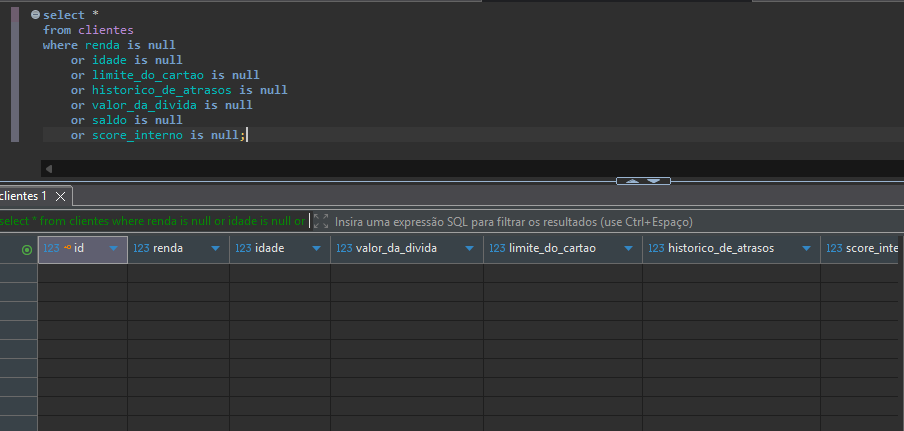 select *
from clientes
where renda is null
or idade is null
or limite_do_cartao is null
or historico_de_atrasos is null
or valor_da_divida is null
or saldo is null
or score_interno is null;
clientes 1
select * from clientes where renda is null or idade is null or Insira uma expressão SQL para filtrar os resultados (use Ctrl+Espaço)
123 id 123 renda 123 idade 123 valor_da_divida 123 limite_do_cartao 123 historico_de_atrasos 123 score_inte